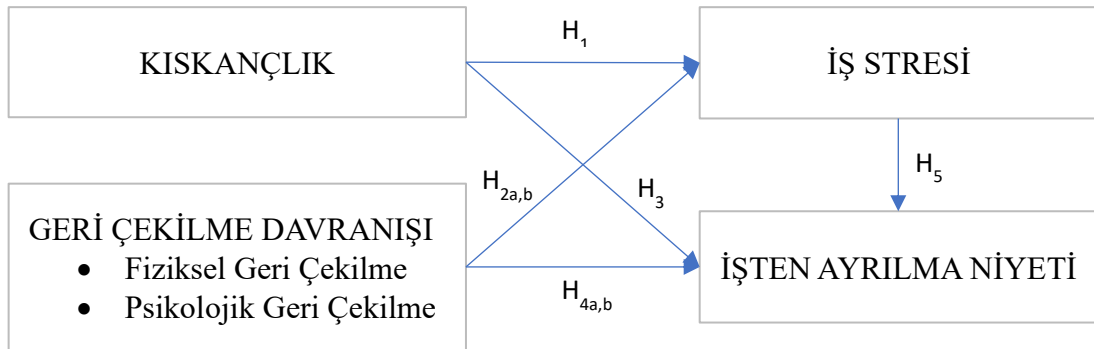 KISKANÇLIK
H1
İŞ STRESİ
H2a,b
H3
H5
GERİ ÇEKİLME DAVRANIŞI
• Fiziksel Geri Çekilme
• Psikolojik Geri Çekilme
H4a,b
İŞTEN AYRILMA NİYETİ